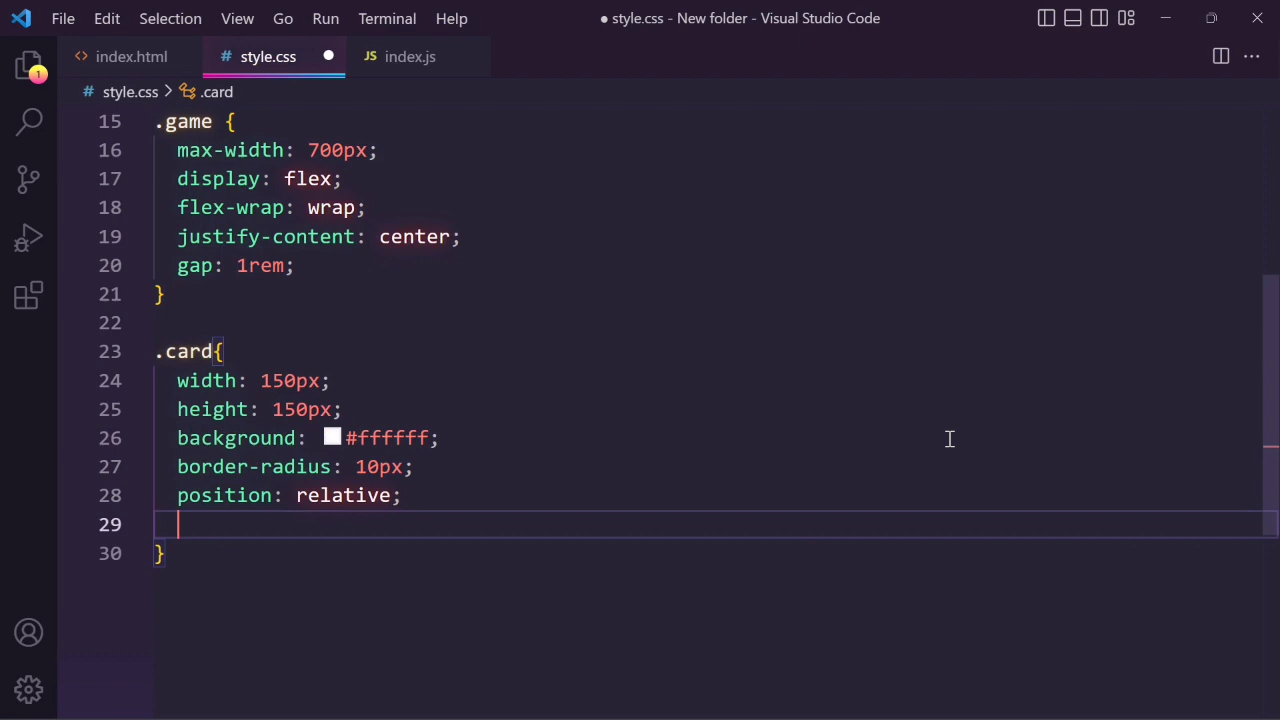 File Edit Selection View Go Run Terminal Help ● style.css - New folder - Visual Studio Code
<> index.html # style.css ● JS index.js
1
# style.css > .card
15 .game {
16 max-width: 700px;
17 display: flex;
18 flex-wrap: wrap;
19 justify-content: center;
20 gap: 1rem;
21 }
22
23 .card{
24 width: 150px;
25 height: 150px;
26 background: #ffffff;
27 border-radius: 10px;
28 position: relative;
29
30 }